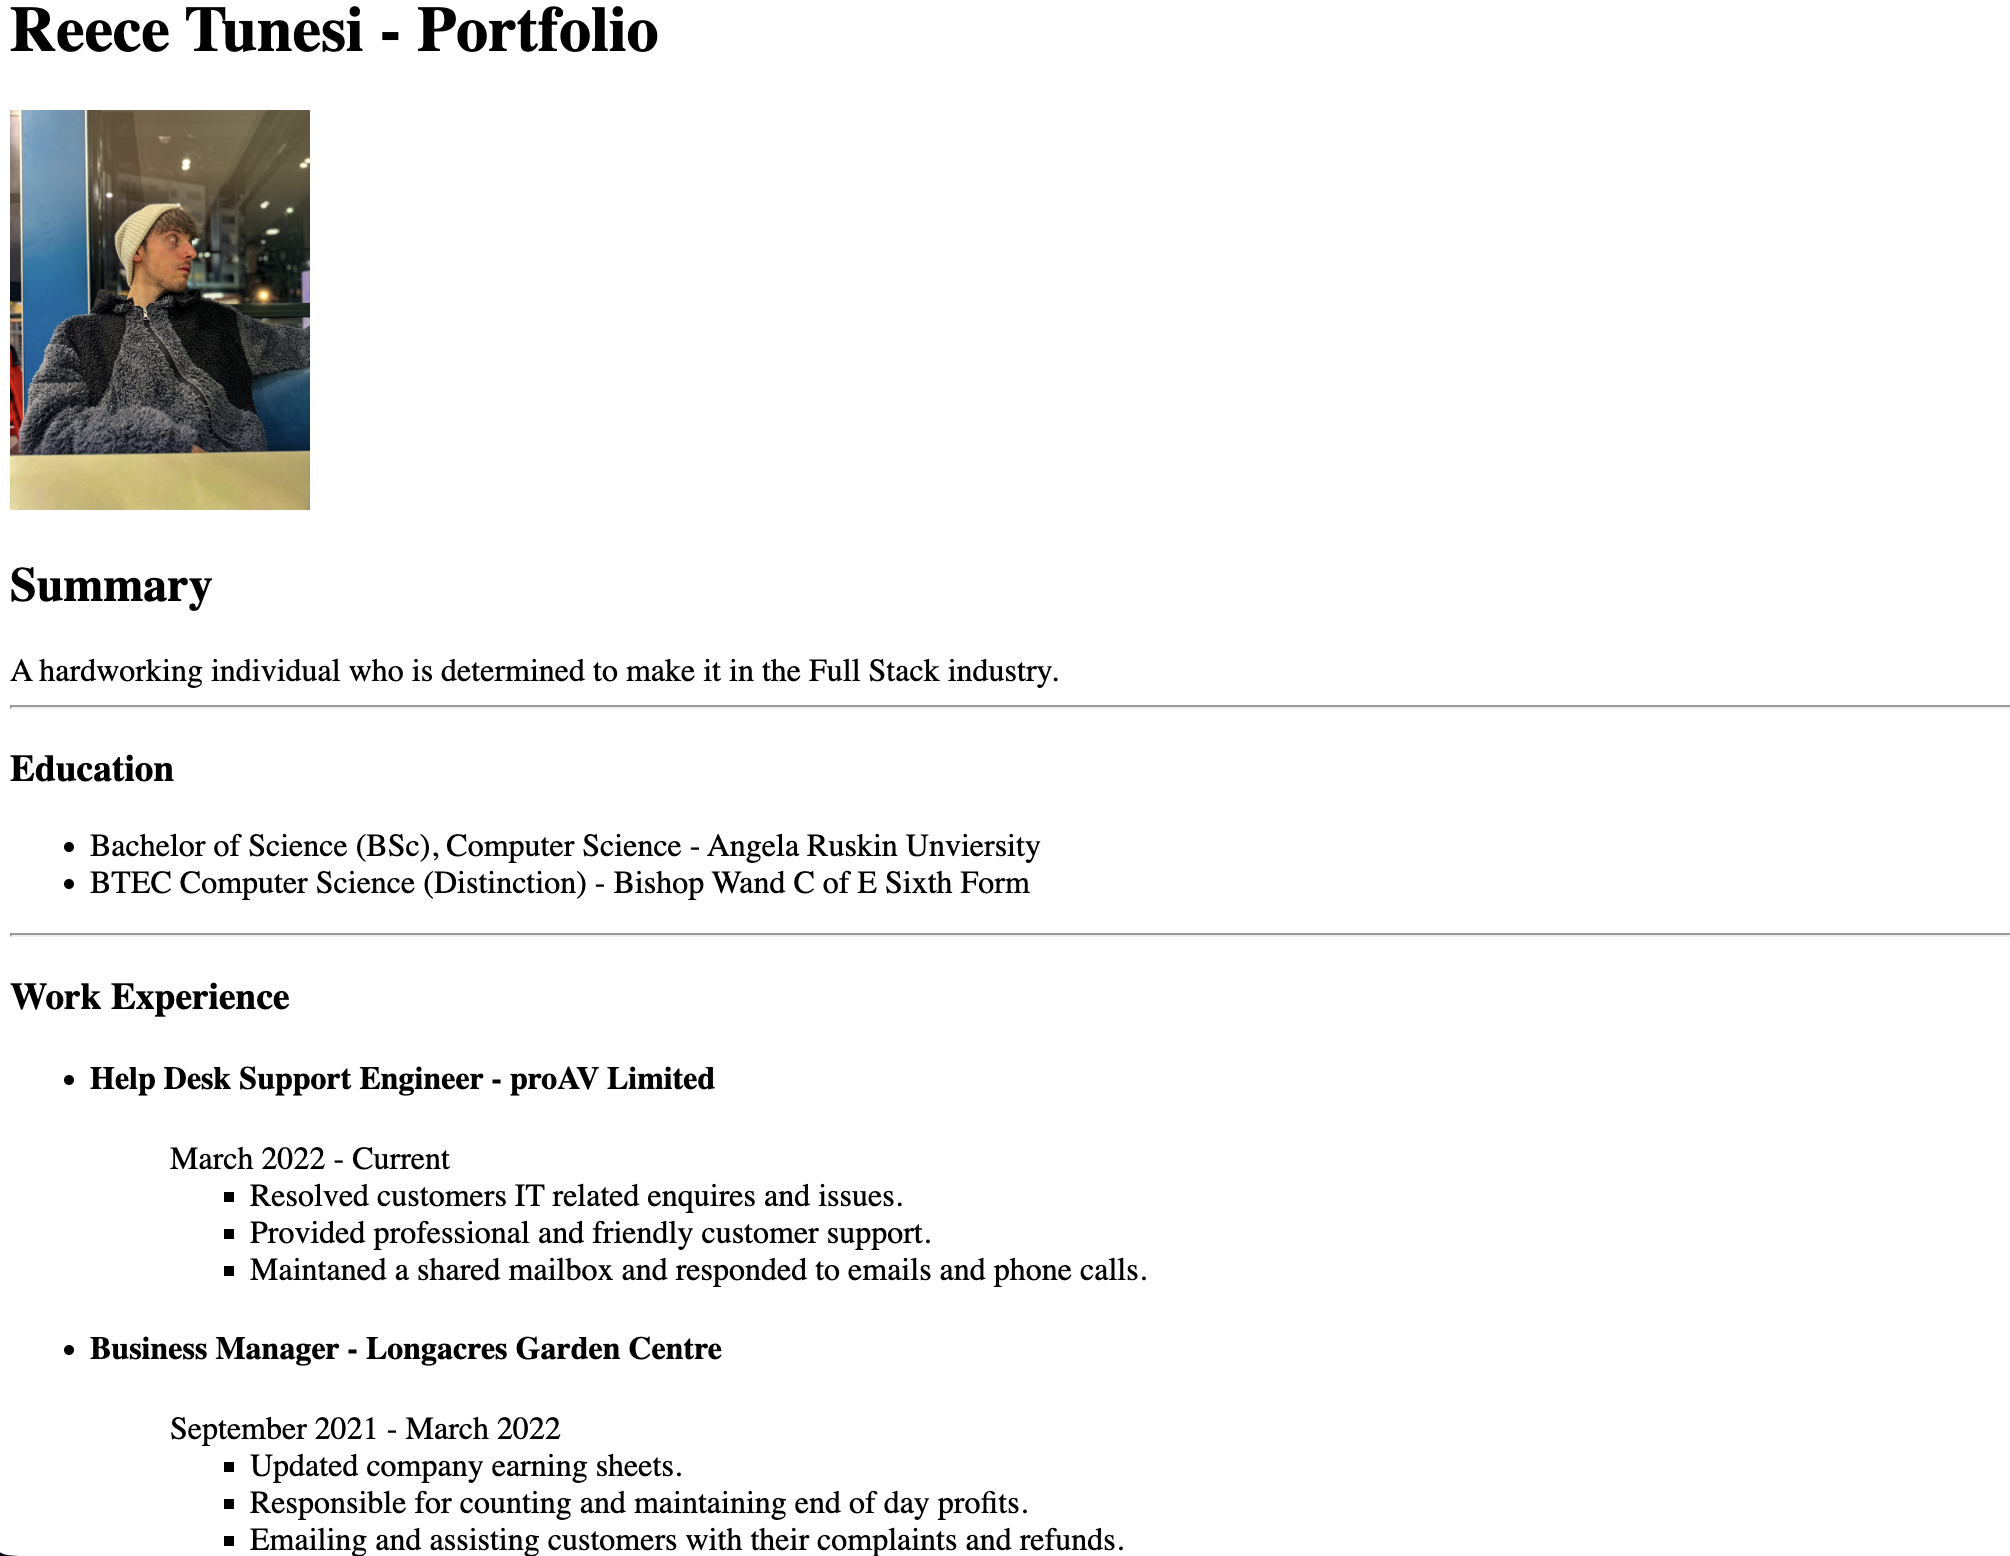 Reece Tunesi - Portfolio
Summary
A hardworking individual who is determined to make it in the Full Stack industry.
Education
• Bachelor of Science (BSc), Computer Science - Angela Ruskin Unviersity
• BTEC Computer Science (Distinction) - Bishop Wand C of E Sixth Form
Work Experience
• Help Desk Support Engineer - proAV Limited
March 2022 - Current
▪ Resolved customers IT related enquires and issues.
▪ Provided professional and friendly customer support.
▪ Maintaned a shared mailbox and responded to emails and phone calls.
• Business Manager - Longacres Garden Centre
September 2021 - March 2022
▪ Updated company earning sheets.
▪ Responsible for counting and maintaining end of day profits.
▪ Emailing and assisting customers with their complaints and refunds.